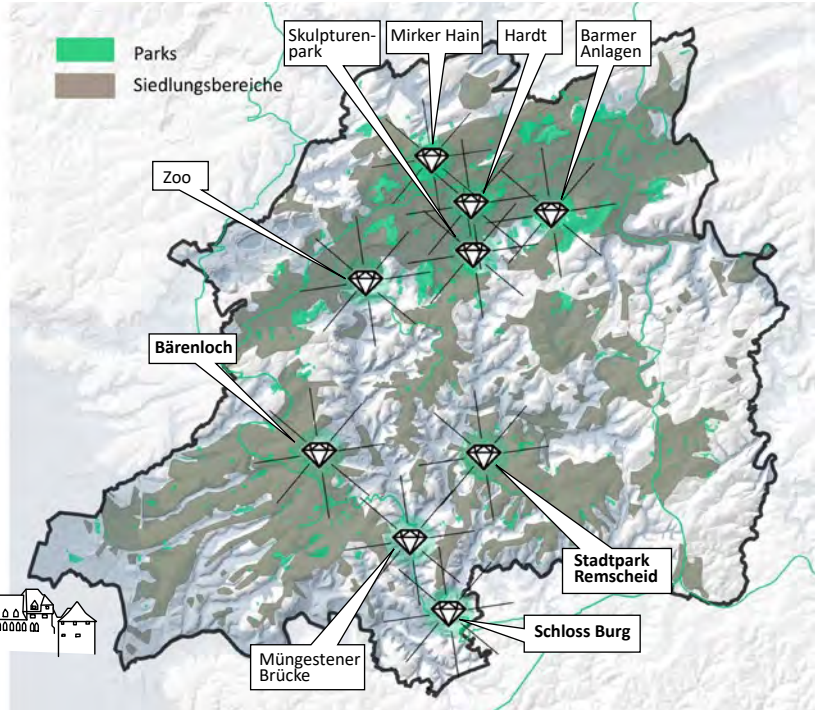 Parks
Siedlungsbereiche
Skulpturen-
park
Mirker Hain
Hardt
Barmer
Anlagen
Zoo
Bärenloch
Stadtpark
Remscheid
Schloss Burg
Müngestener
Brücke